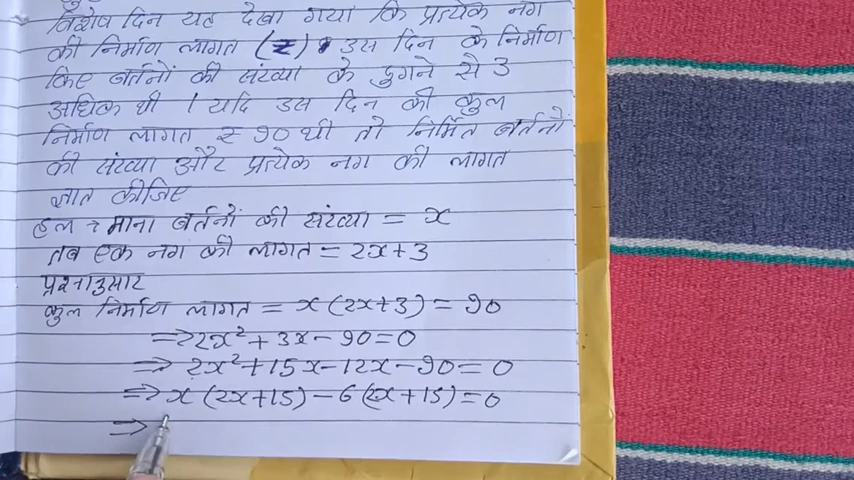 विशेष दिन यह देखा गया कि प्रत्येक नग
की निर्माण लागत (₹) उस दिन के निर्माण
किए बर्तनों की संख्या के दुगने से 3
अधिक थी । यदि उस दिन की कुल
निर्माण लागत ₹ 90 थी तो निर्मित बर्तनों
की संख्या और प्रत्येक नग की लागत
ज्ञात कीजिए
हल → माना बर्तनों की संख्या = x
तब एक नग की लागत = 2x+3
प्रश्नानुसार
कुल निर्माण लागत = x(2x+3) = 90
⇒ 2x²+3x-90=0
⇒ 2x²+15x-12x-90=0
⇒ x(2x+15)-6(2x+15)=0
⇒